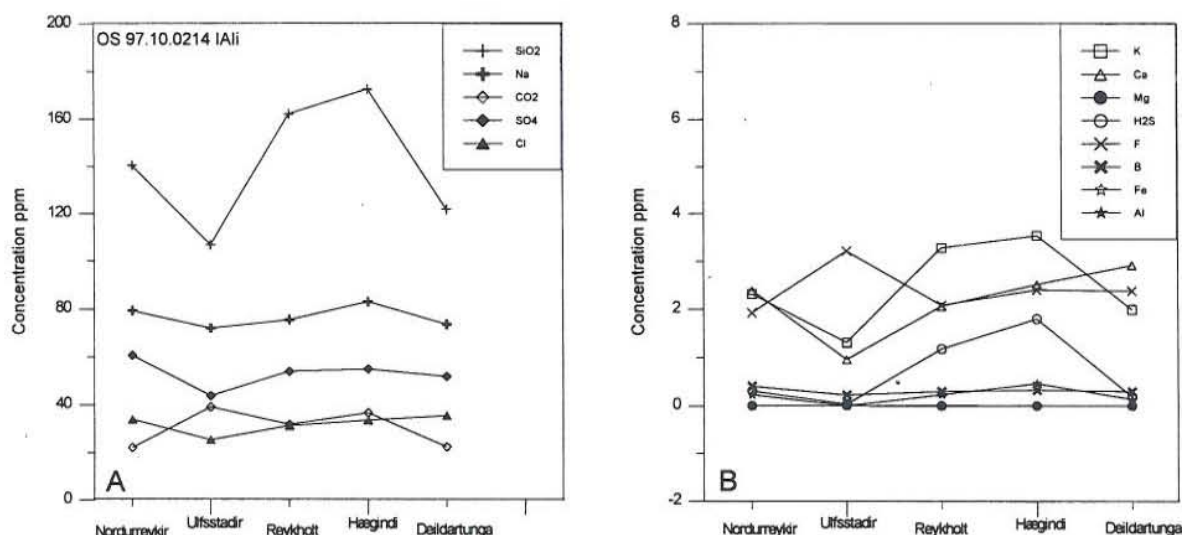 200
160
120
80
40
0
Concentration ppm
OS 97.10.0214 IAli
SiO2
Na
CO2
SO4
Cl
A
Nordurreykir
Ulfsstadir
Reykholt
Hægindi
Deildartunga
8
6
4
2
0
-2
Concentration ppm
K
Ca
Mg
H2S
F
B
Fe
Al
B
Nordurreykir
Ulfsstadir
Reykholt
Hægindi
Deildartunga